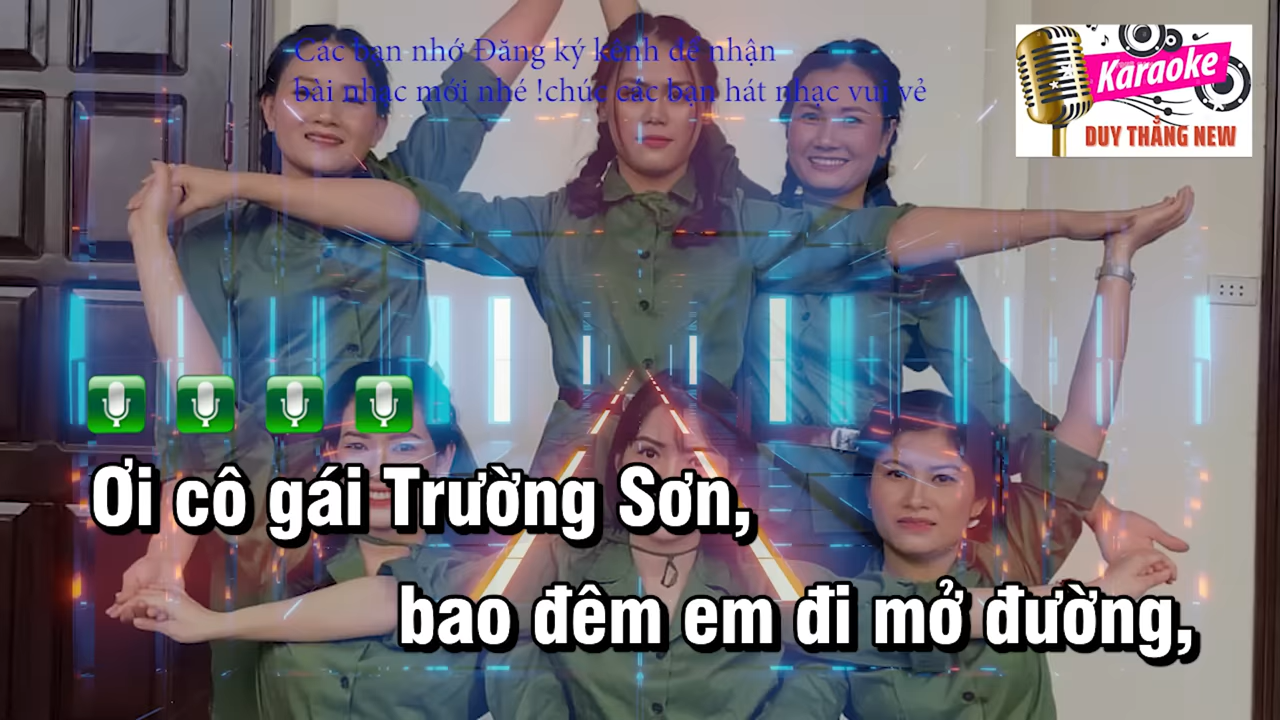 Các bạn nhớ Đăng ký kênh để nhận
bài nhạc mới nhé !chúc các bạn hát nhạc vui vẻ
Karaoke
DUY THẮNG NEW
Ơi cô gái Trường Sơn,
bao đêm em đi mở đường,